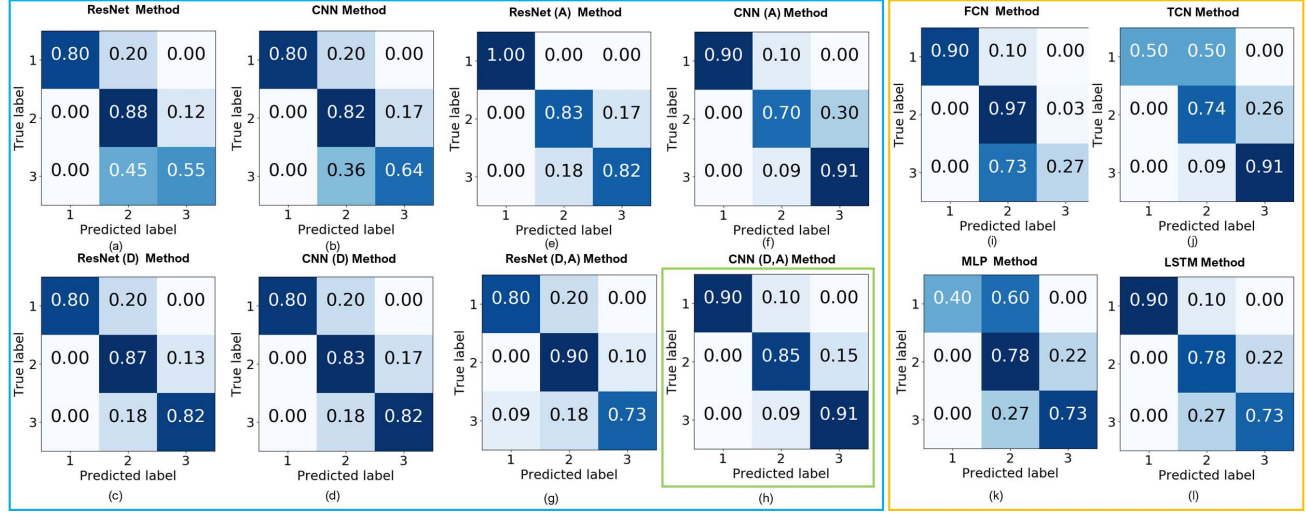 ResNet Method
True label
1 0.80 0.20 0.00
2 0.00 0.88 0.12
3 0.00 0.45 0.55
1 2 3
Predicted label
(a)
CNN Method
True label
1 0.80 0.20 0.00
2 0.00 0.82 0.17
3 0.00 0.36 0.64
1 2 3
Predicted label
(b)
ResNet (A) Method
True label
1 1.00 0.00 0.00
2 0.00 0.83 0.17
3 0.00 0.18 0.82
1 2 3
Predicted label
(e)
CNN (A) Method
True label
1 0.90 0.10 0.00
2 0.00 0.70 0.30
3 0.00 0.09 0.91
1 2 3
Predicted label
(f)
FCN Method
True label
1 0.90 0.10 0.00
2 0.00 0.97 0.03
3 0.00 0.73 0.27
1 2 3
Predicted label
(i)
TCN Method
True label
1 0.50 0.50 0.00
2 0.00 0.74 0.26
3 0.00 0.09 0.91
1 2 3
Predicted label
(j)
ResNet (D) Method
True label
1 0.80 0.20 0.00
2 0.00 0.87 0.13
3 0.00 0.18 0.82
1 2 3
Predicted label
(c)
CNN (D) Method
True label
1 0.80 0.20 0.00
2 0.00 0.83 0.17
3 0.00 0.18 0.82
1 2 3
Predicted label
(d)
ResNet (D,A) Method
True label
1 0.80 0.20 0.00
2 0.00 0.90 0.10
3 0.09 0.18 0.73
1 2 3
Predicted label
(g)
CNN (D,A) Method
True label
1 0.90 0.10 0.00
2 0.00 0.85 0.15
3 0.00 0.09 0.91
1 2 3
Predicted label
(h)
MLP Method
True label
1 0.40 0.60 0.00
2 0.00 0.78 0.22
3 0.00 0.27 0.73
1 2 3
Predicted label
(k)
LSTM Method
True label
1 0.90 0.10 0.00
2 0.00 0.78 0.22
3 0.00 0.27 0.73
1 2 3
Predicted label
(l)